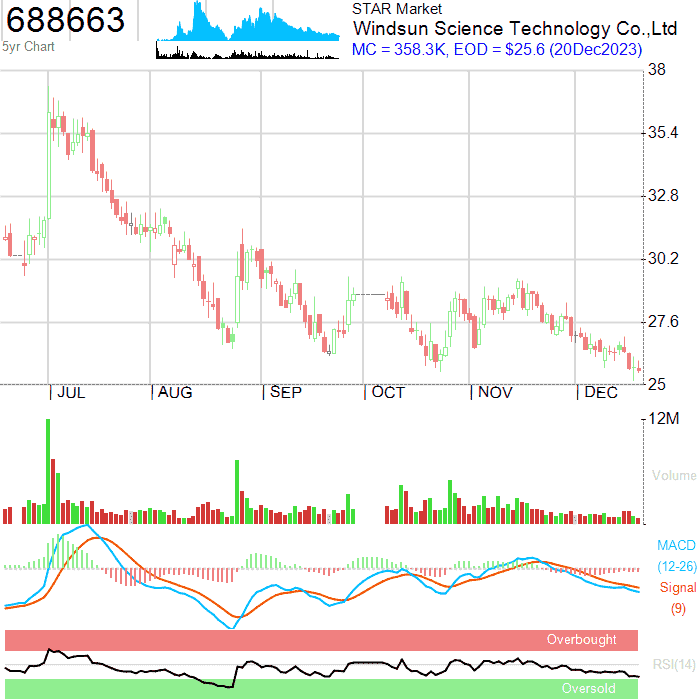 688663
5yr Chart
STAR Market
Windsun Science Technology Co.,Ltd
MC = 358.3K, EOD = $25.6 (20Dec2023)
38
35.4
32.8
30.2
27.6
25
JUL AUG SEP OCT NOV DEC
12M
Volume
MACD
(12-26)
Signal
(9)
Overbought
RSI(14)
Oversold